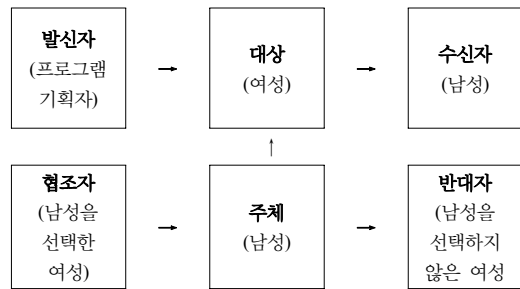 발신자
(프로그램
기획자)
대상
(여성)
수신자
(남성)
협조자
(남성을
선택한
여성)
주체
(남성)
반대자
(남성을
선택하지
않은 여성